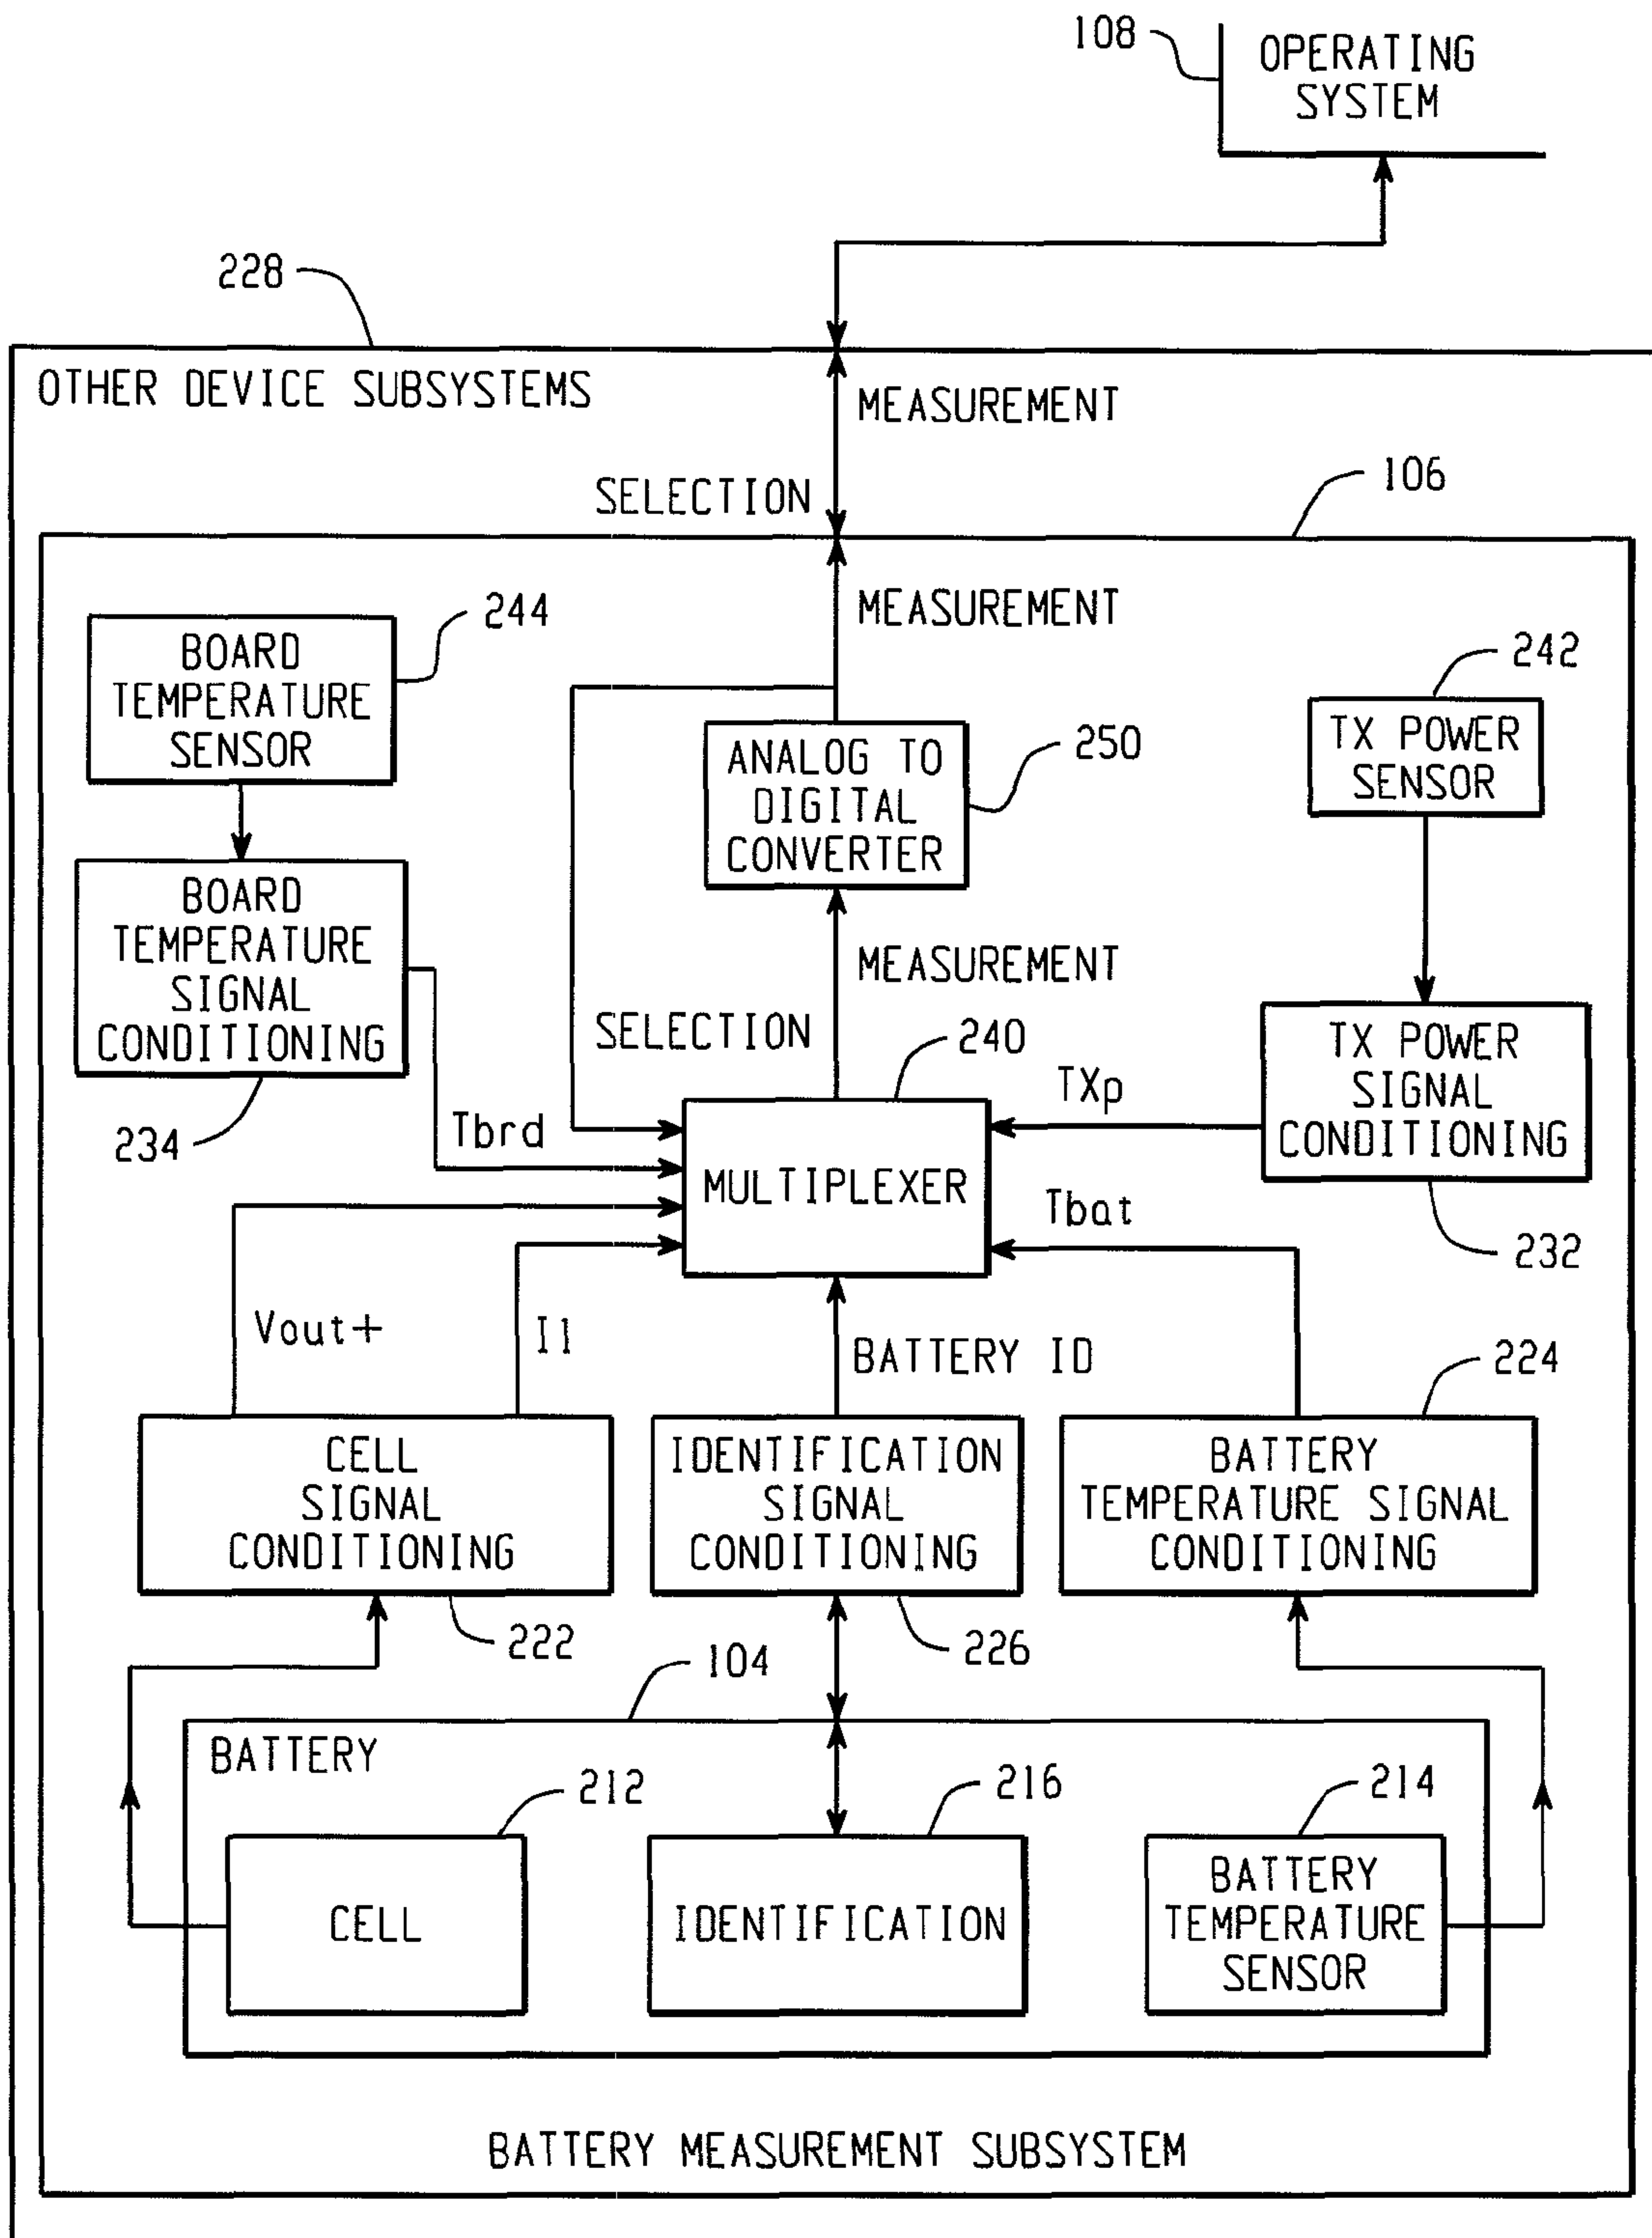 108
OPERATING
SYSTEM
228
OTHER DEVICE SUBSYSTEMS
MEASUREMENT
SELECTION
106
MEASUREMENT
244
BOARD
TEMPERATURE
SENSOR
242
TX POWER
SENSOR
250
ANALOG TO
DIGITAL
CONVERTER
BOARD
TEMPERATURE
SIGNAL
CONDITIONING
234
MEASUREMENT
SELECTION
240
TX POWER
SIGNAL
CONDITIONING
232
TXp
Tbrd
MULTIPLEXER
Tbat
Vout+
I1
BATTERY ID
224
CELL
SIGNAL
CONDITIONING
222
IDENTIFICATION
SIGNAL
CONDITIONING
226
BATTERY
TEMPERATURE SIGNAL
CONDITIONING
104
BATTERY
212
216
214
CELL
IDENTIFICATION
BATTERY
TEMPERATURE
SENSOR
BATTERY MEASUREMENT SUBSYSTEM